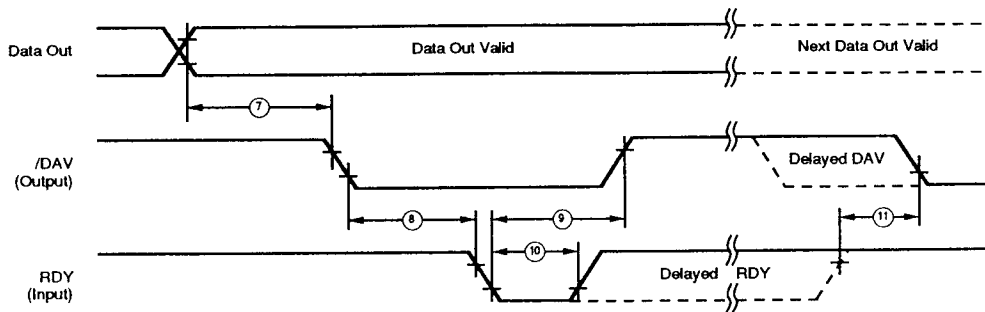 Data Out
Data Out Valid
Next Data Out Valid
7
/DAV
(Output)
Delayed DAV
8
9
11
10
RDY
(Input)
Delayed RDY